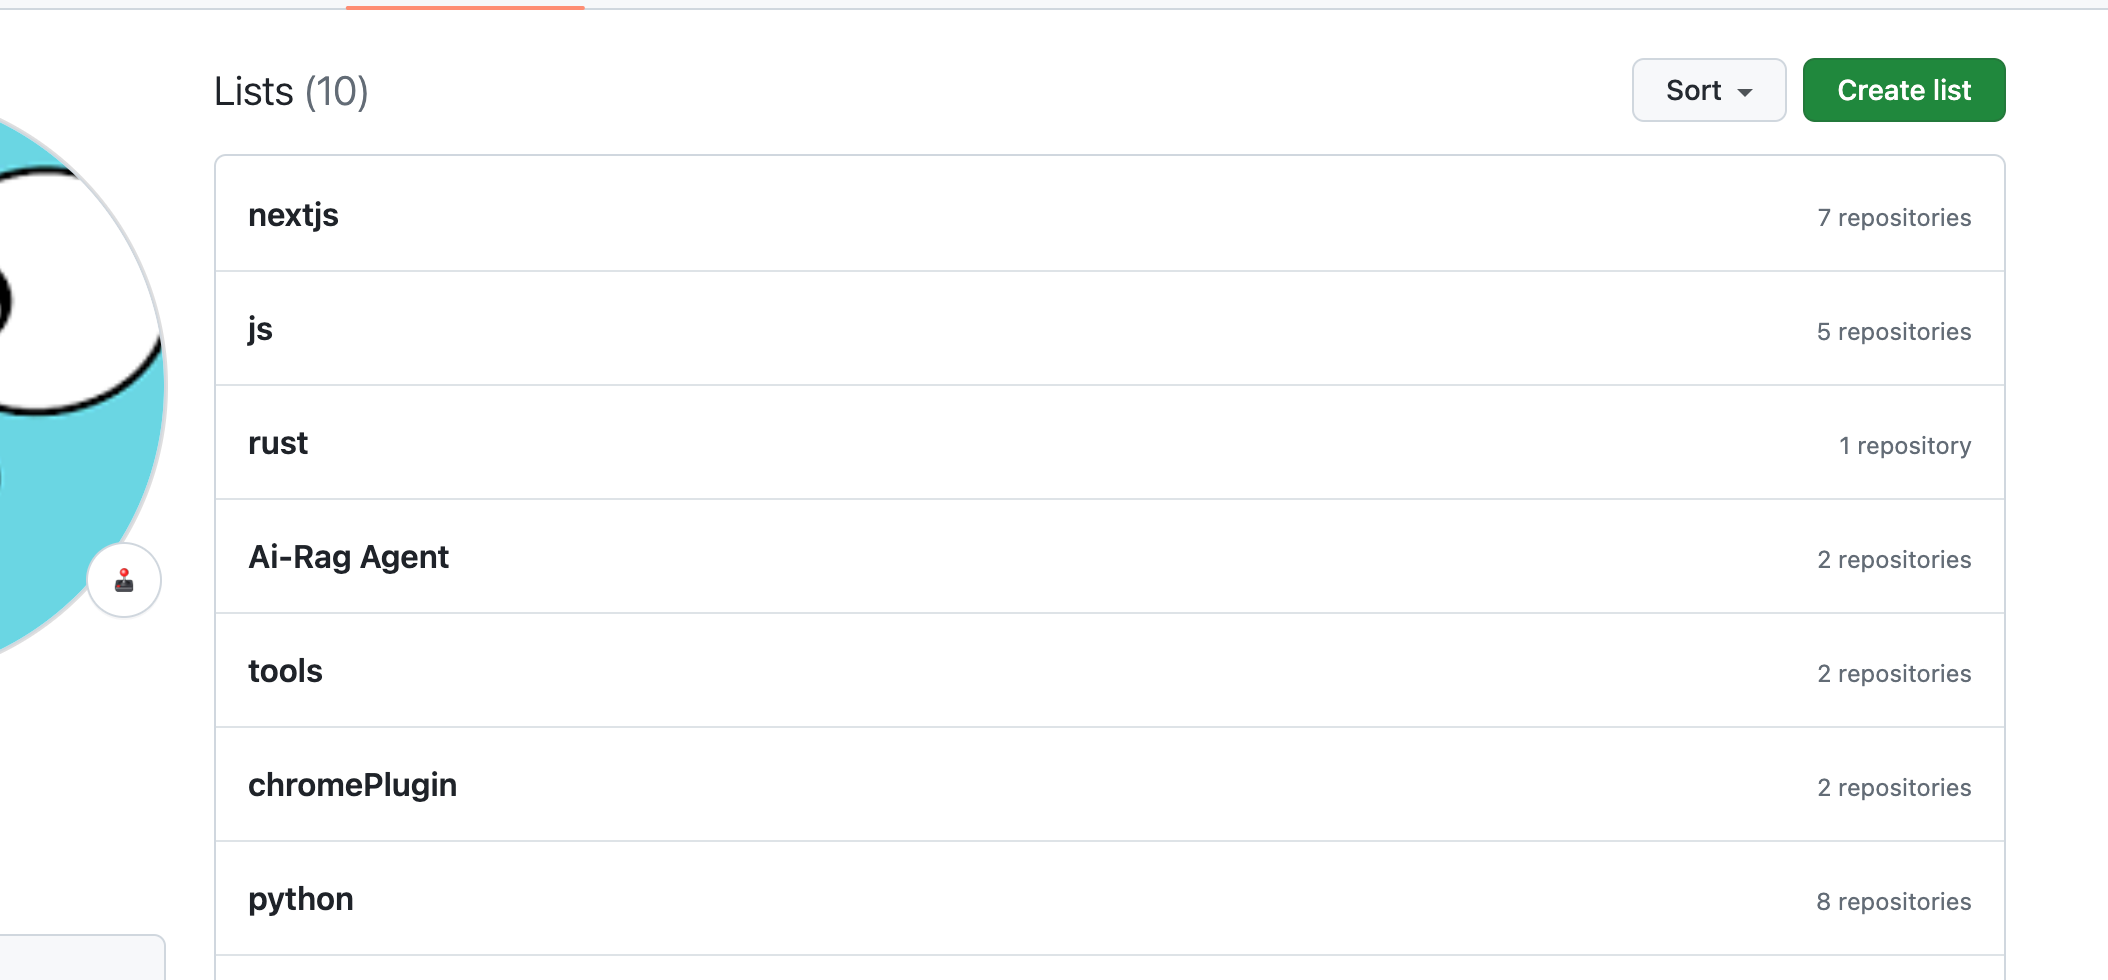 Lists (10)
Sort
Create list
nextjs
7 repositories
js
5 repositories
rust
1 repository
Ai-Rag Agent
2 repositories
tools
2 repositories
chromePlugin
2 repositories
python
8 repositories